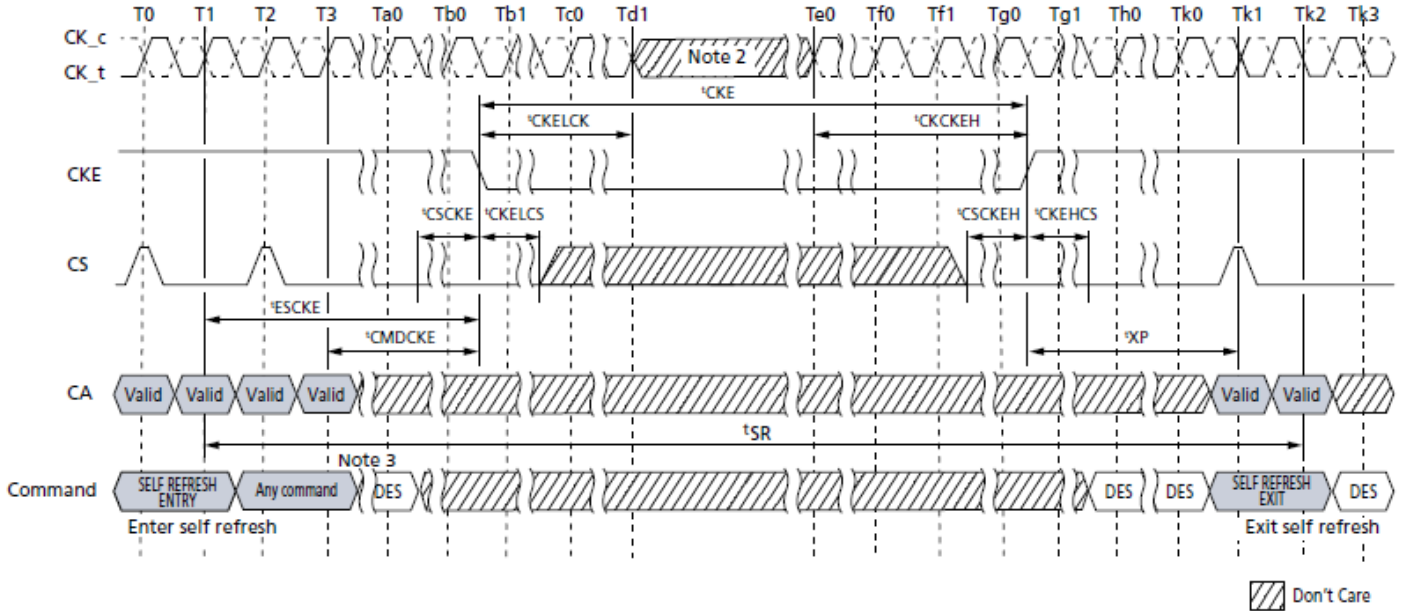 T0 T1 T2 T3 Ta0 Tb0 Tb1 Tc0 Td1 Te0 Tf0 Tf1 Tg0 Tg1 Th0 Tk0 Tk1 Tk2 Tk3
CK_c
CK_t
Note 2
tCKE
tCKELCK tCKCKEH
CKE
tCSCKE tCKELCS tCSCKEH tCKEHCS
CS
tESCKE
tCMDCKE tXP
CA Valid Valid Valid Valid Valid Valid
tSR
Note 3
Command SELF REFRESH ENTRY Any command DES DES DES SELF REFRESH EXIT DES
Enter self refresh Exit self refresh
Don't Care